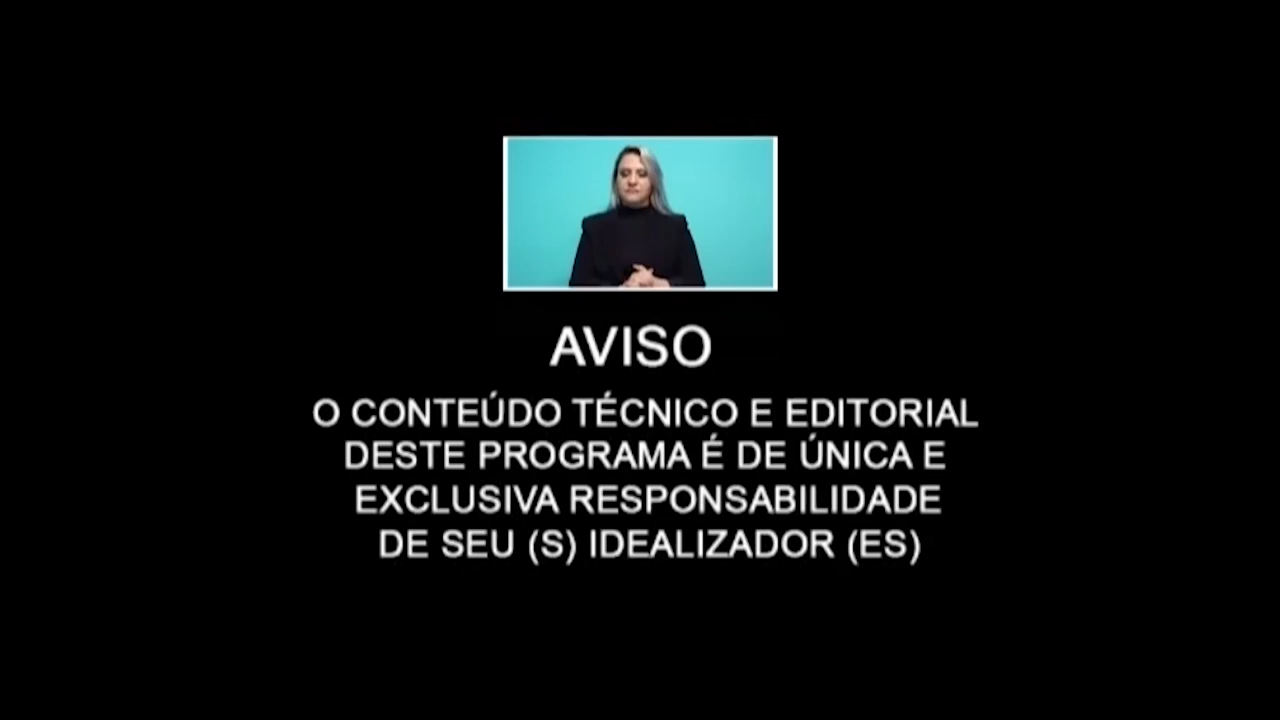 AVISO
O CONTEÚDO TÉCNICO E EDITORIAL
DESTE PROGRAMA É DE ÚNICA E
EXCLUSIVA RESPONSABILIDADE
DE SEU (S) IDEALIZADOR (ES)